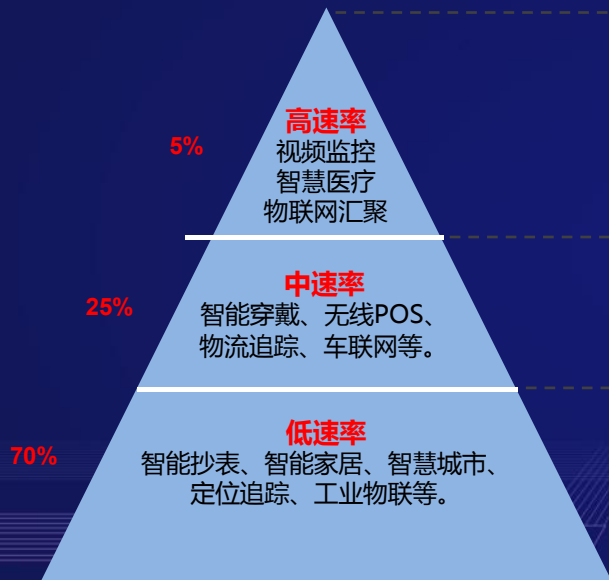 5%
高速率
视频监控
智慧医疗
物联网汇聚
25%
中速率
智能穿戴、无线POS、
物流追踪、车联网等。
70%
低速率
智能抄表、智能家居、智慧城市、
定位追踪、工业物联等。